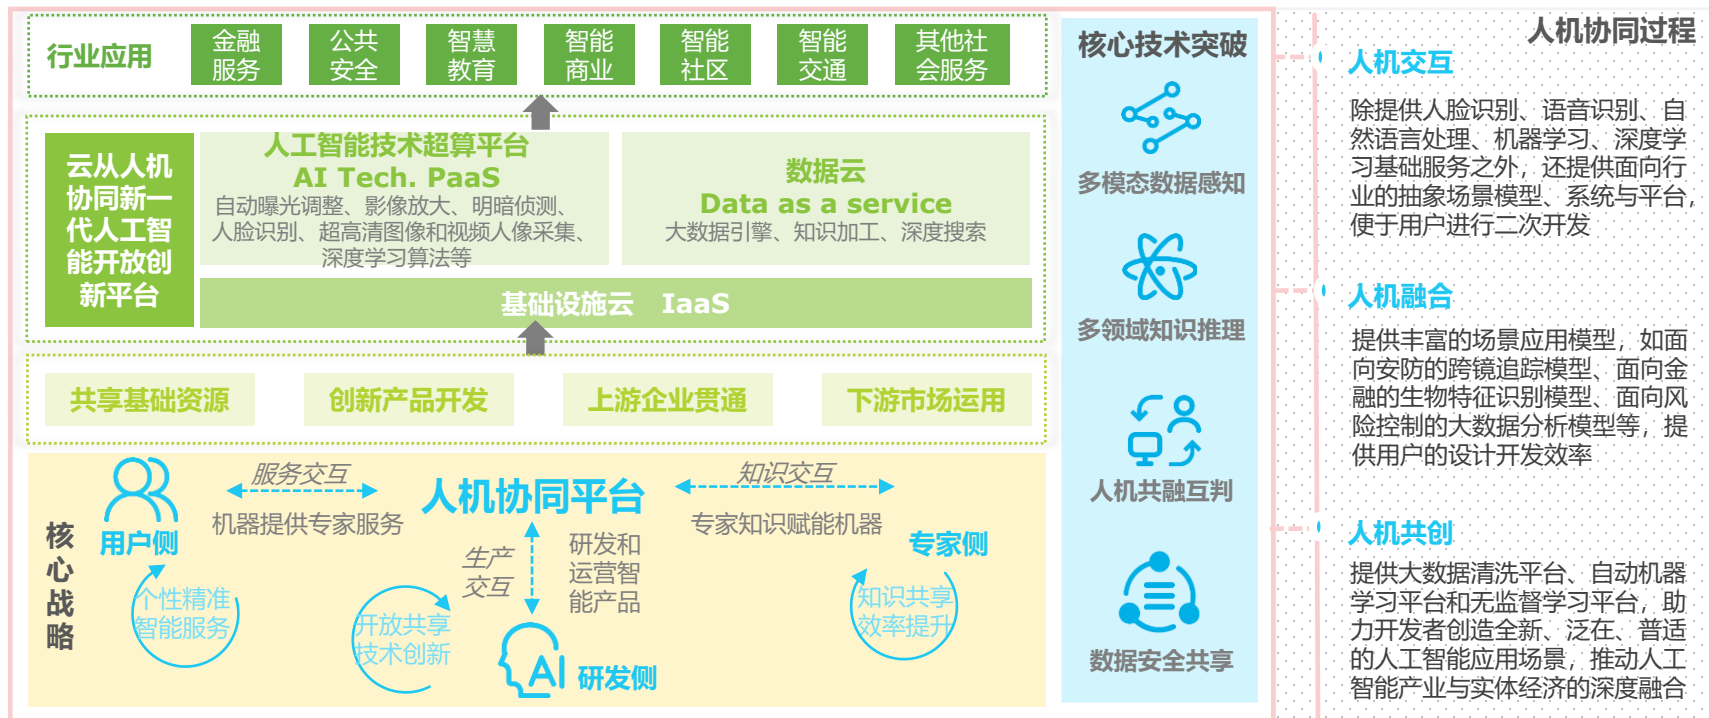 行业应用
金融
服务
公共
安全
智慧
教育
智能
商业
智能
社区
智能
交通
其他社
会服务
云从人机
协同新一
代人工智
能开放创
新平台
人工智能技术超算平台
AI Tech. PaaS
自动曝光调整、影像放大、明暗侦测、
人脸识别、超高清图像和视频人像采集、
深度学习算法等
数据云
Data as a service
大数据引擎、知识加工、深度搜索
基础设施云 IaaS
共享基础资源
创新产品开发
上游企业贯通
下游市场运用
核
心
战
略
用户侧
个性精准
智能服务
服务交互
机器提供专家服务
人机协同平台
生产
交互
研发和
运营智
能产品
开放共享
技术创新
AI
研发侧
知识交互
专家知识赋能机器
专家侧
知识共享
效率提升
核心技术突破
多模态数据感知
多领域知识推理
人机共融互判
数据安全共享
人机协同过程
人机交互
除提供人脸识别、语音识别、自
然语言处理、机器学习、深度学
习基础服务之外，还提供面向行
业的抽象场景模型、系统与平台，
便于用户进行二次开发
人机融合
提供丰富的场景应用模型，如面
向安防的跨镜追踪模型、面向金
融的生物特征识别模型、面向风
险控制的大数据分析模型等，提
供用户的设计开发效率
人机共创
提供大数据清洗平台、自动机器
学习平台和无监督学习平台，助
力开发者创造全新、泛在、普适
的人工智能应用场景，推动人工
智能产业与实体经济的深度融合